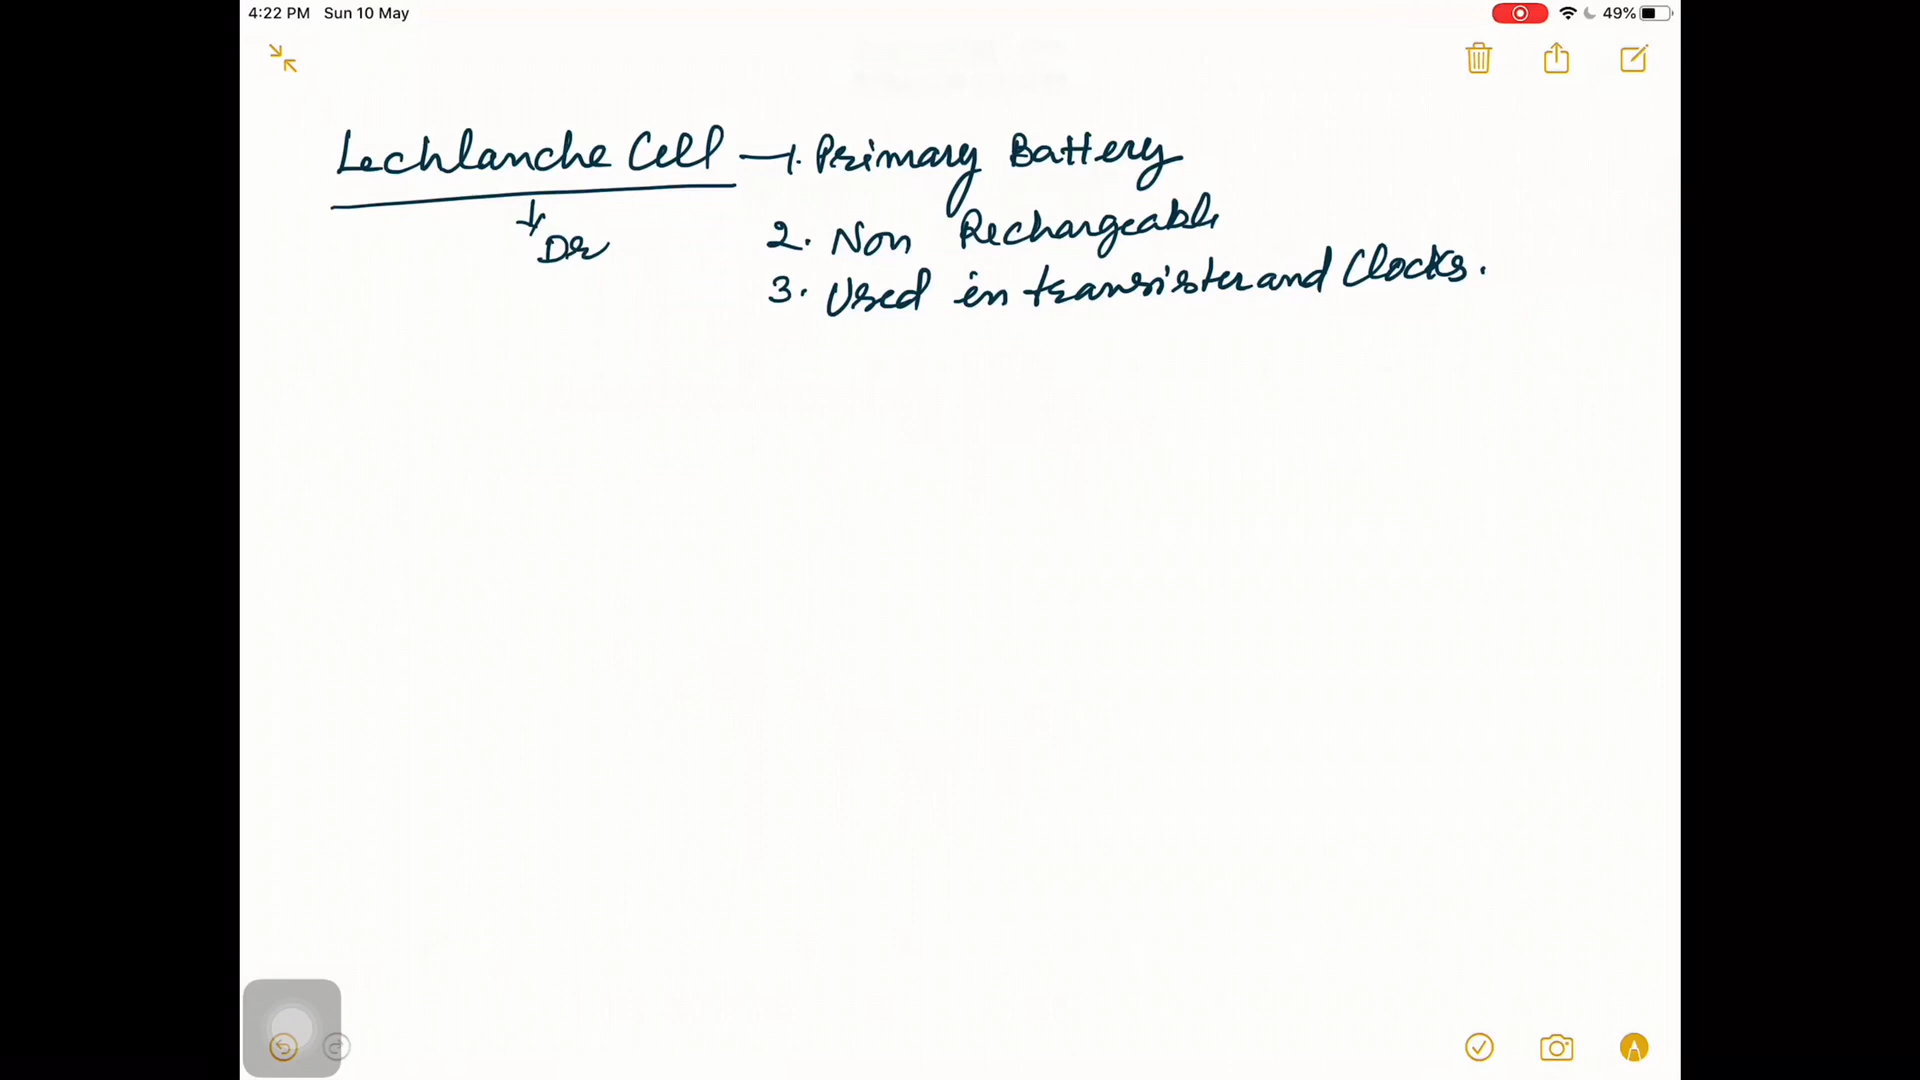 4:22 PM Sun 10 May 49%
Lechlanche Cell — 1. Primary Battery
Dr
2. Non Rechargeable
3. Used in transister and Clocks.